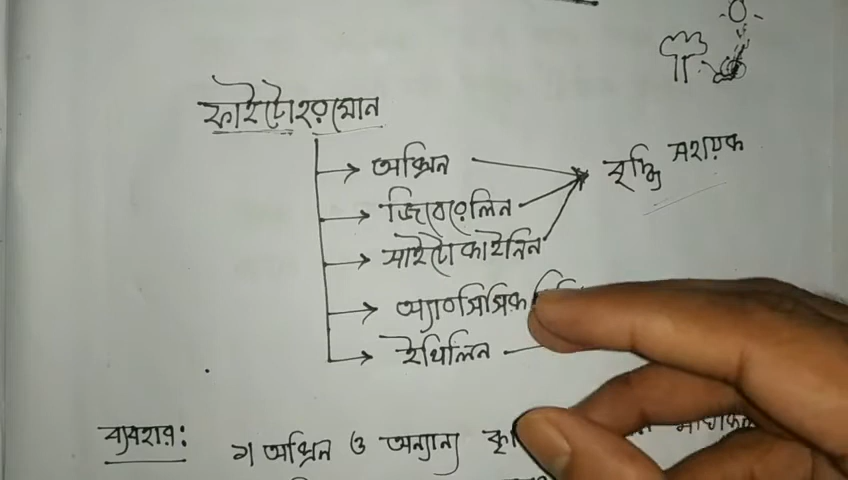 ফাইটোহরমোন
অক্সিন
বৃদ্ধি সহায়ক
জিবেরেলিন
সাইটোকাইনিন
অ্যাবসিসিক
ইথিলিন
ব্যবহার: ১। অক্সিন ও অন্যান্য